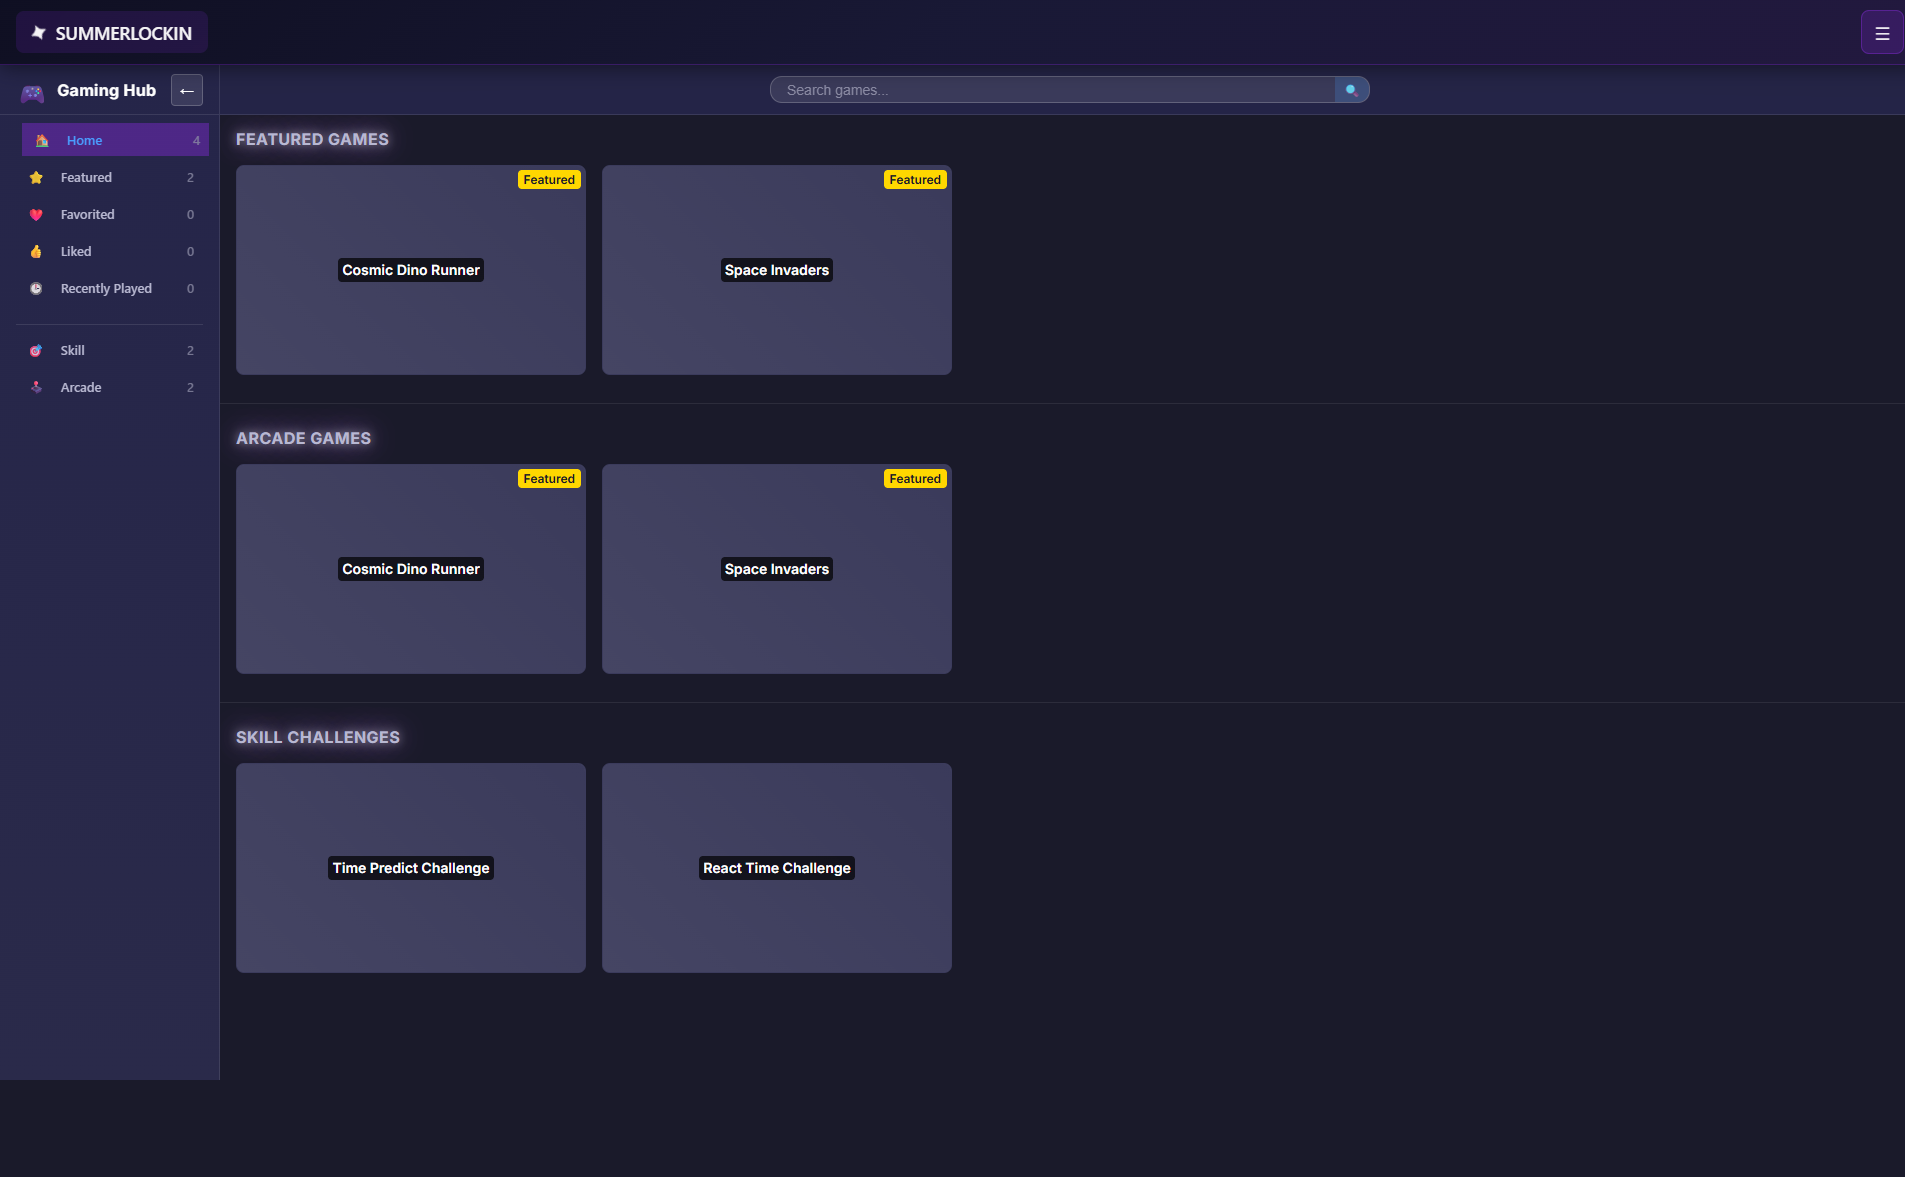 SUMMERLOCKIN
☰
Gaming Hub
←
Search games...
Home 4
Featured 2
Favorited 0
Liked 0
Recently Played 0
Skill 2
Arcade 2
FEATURED GAMES
Featured
Cosmic Dino Runner
Featured
Space Invaders
ARCADE GAMES
Featured
Cosmic Dino Runner
Featured
Space Invaders
SKILL CHALLENGES
Time Predict Challenge
React Time Challenge